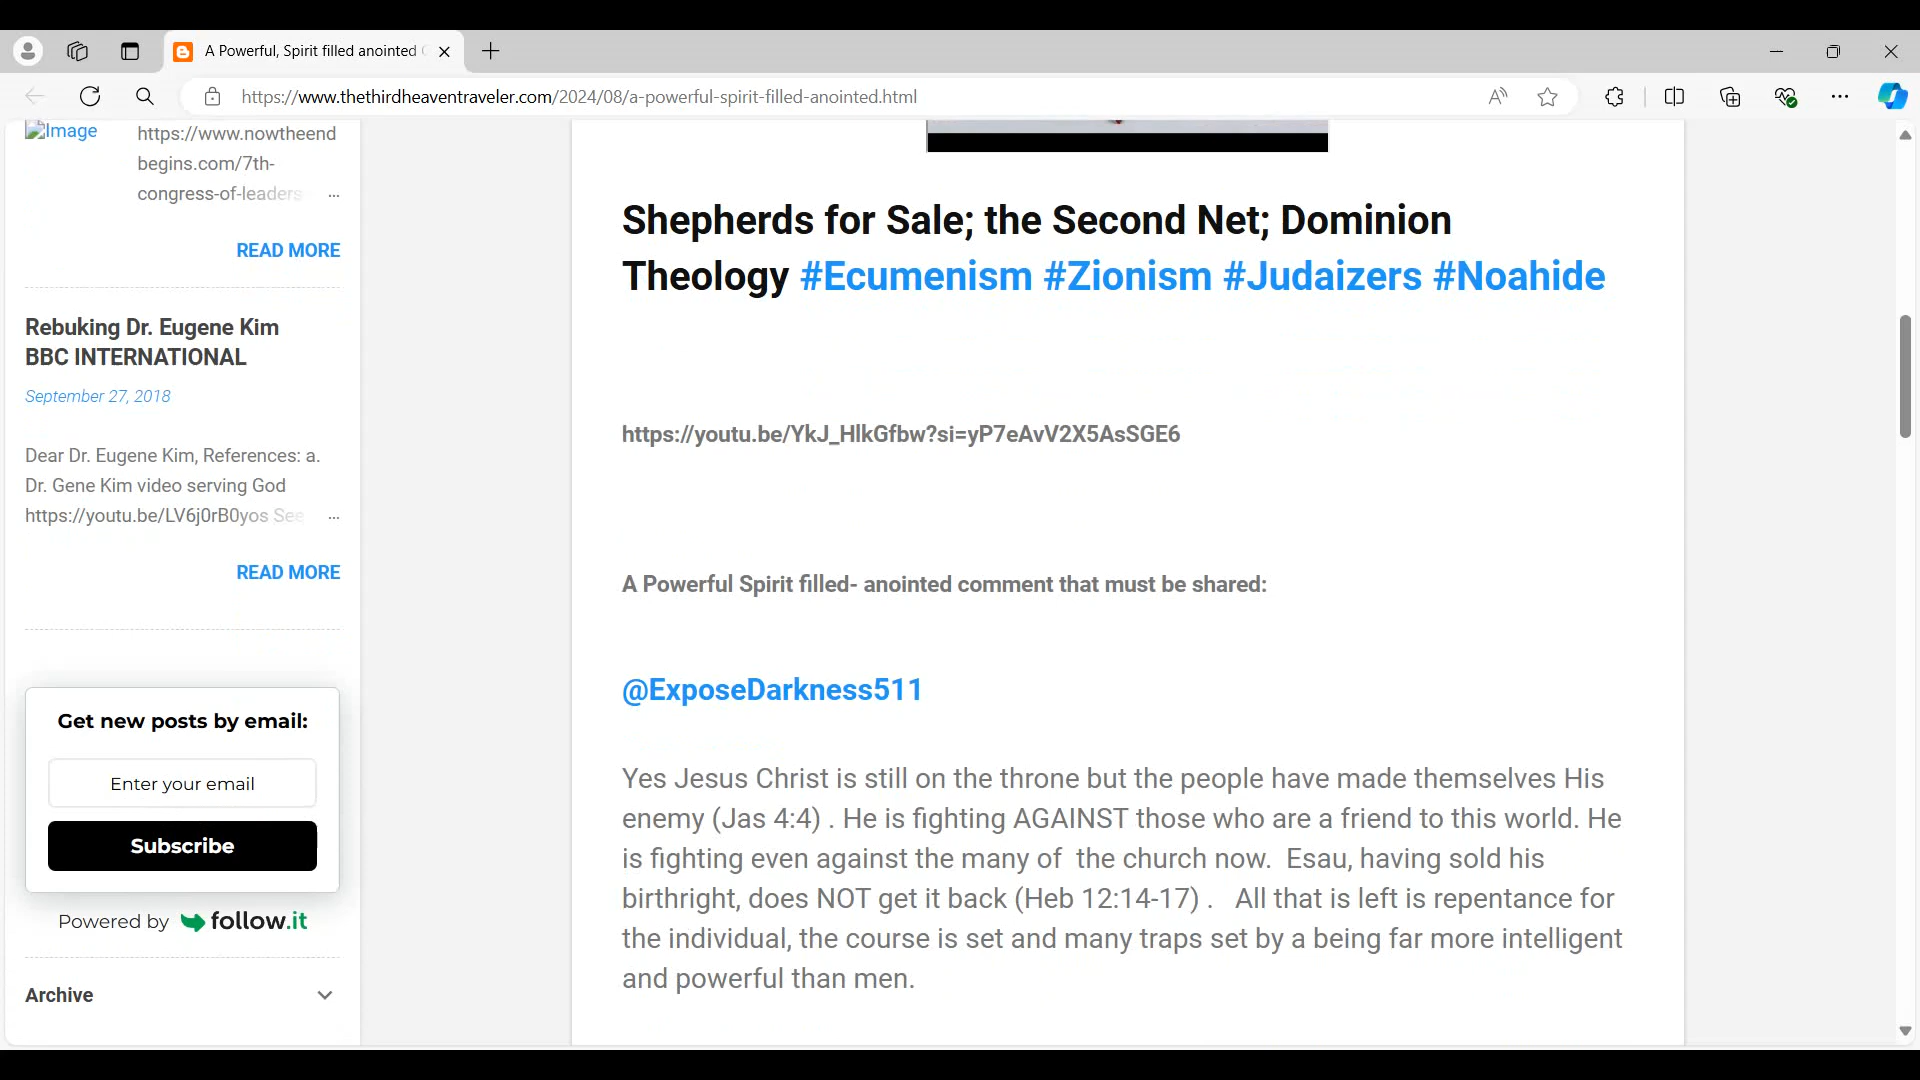 A Powerful, Spirit filled anointed
https://www.thethirdheaventraveler.com/2024/08/a-powerful-spirit-filled-anointed.html
Image
https://www.nowtheend
begins.com/7th-
congress-of-leaders ...
READ MORE
Rebuking Dr. Eugene Kim
BBC INTERNATIONAL
September 27, 2018
Dear Dr. Eugene Kim, References: a.
Dr. Gene Kim video serving God
https://youtu.be/LV6j0rB0yos See ...
READ MORE
Get new posts by email:
Enter your email
Subscribe
Powered by follow.it
Archive
Shepherds for Sale; the Second Net; Dominion
Theology #Ecumenism #Zionism #Judaizers #Noahide
https://youtu.be/YkJ_HlkGfbw?si=yP7eAvV2X5AsSGE6
A Powerful Spirit filled- anointed comment that must be shared:
@ExposeDarkness511
Yes Jesus Christ is still on the throne but the people have made themselves His
enemy (Jas 4:4) . He is fighting AGAINST those who are a friend to this world. He
is fighting even against the many of  the church now.  Esau, having sold his
birthright, does NOT get it back (Heb 12:14-17) .   All that is left is repentance for
the individual, the course is set and many traps set by a being far more intelligent
and powerful than men.